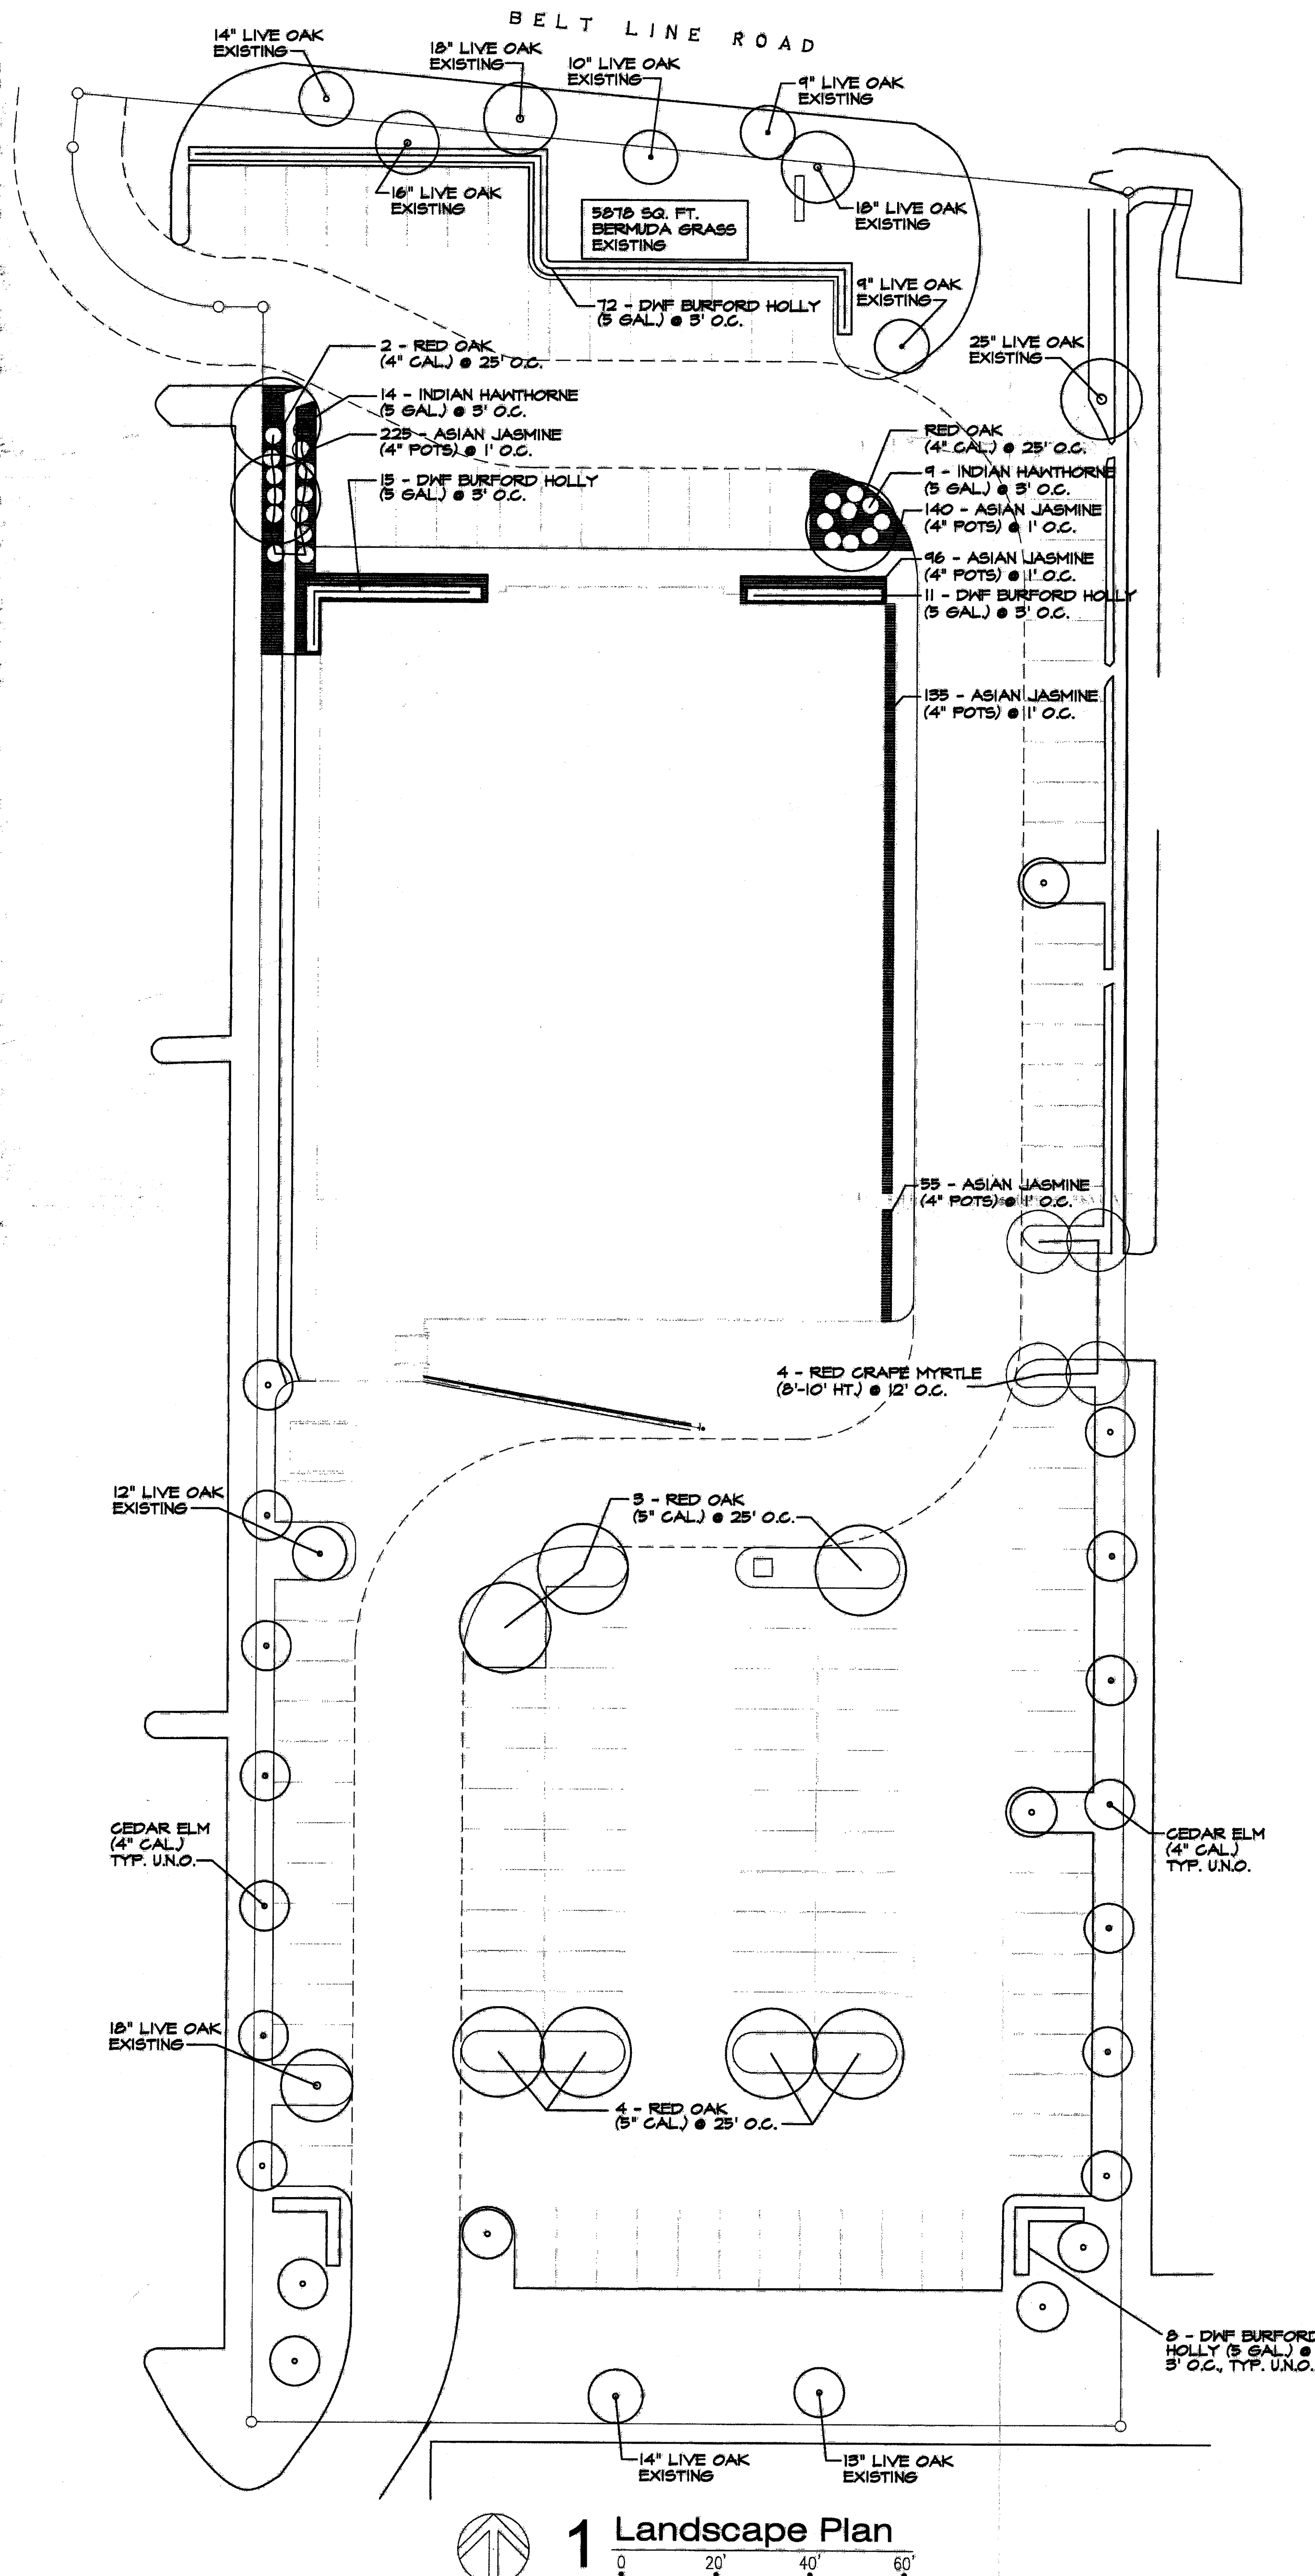 BELT LINE ROAD
14" LIVE OAK
EXISTING
18" LIVE OAK
EXISTING
10" LIVE OAK
EXISTING
9" LIVE OAK
EXISTING
16" LIVE OAK
EXISTING
5878 SQ. FT.
BERMUDA GRASS
EXISTING
18" LIVE OAK
EXISTING
72 - DWF BURFORD HOLLY
(5 GAL.) @ 3' O.C.
9" LIVE OAK
EXISTING
25" LIVE OAK
EXISTING
2 - RED OAK
(4" CAL.) @ 25' O.C.
14 - INDIAN HAWTHORNE
(5 GAL.) @ 3' O.C.
225 - ASIAN JASMINE
(4" POTS) @ 1' O.C.
15 - DWF BURFORD HOLLY
(5 GAL.) @ 3' O.C.
RED OAK
(4" CAL.) @ 25' O.C.
9 - INDIAN HAWTHORNE
(5 GAL.) @ 3' O.C.
140 - ASIAN JASMINE
(4" POTS) @ 1' O.C.
96 - ASIAN JASMINE
(4" POTS) @ 1' O.C.
11 - DWF BURFORD HOLLY
(5 GAL.) @ 3' O.C.
135 - ASIAN JASMINE
(4" POTS) @ 1' O.C.
55 - ASIAN JASMINE
(4" POTS) @ 1' O.C.
4 - RED CRAPE MYRTLE
(8'-10' HT.) @ 12' O.C.
12" LIVE OAK
EXISTING
3 - RED OAK
(5" CAL.) @ 25' O.C.
CEDAR ELM
(4" CAL.)
TYP. U.N.O.
CEDAR ELM
(4" CAL.)
TYP. U.N.O.
18" LIVE OAK
EXISTING
4 - RED OAK
(5" CAL.) @ 25' O.C.
8 - DWF BURFORD
HOLLY (5 GAL.) @
3' O.C., TYP. U.N.O.
14" LIVE OAK
EXISTING
13" LIVE OAK
EXISTING
1 Landscape Plan
0 20' 40' 60'